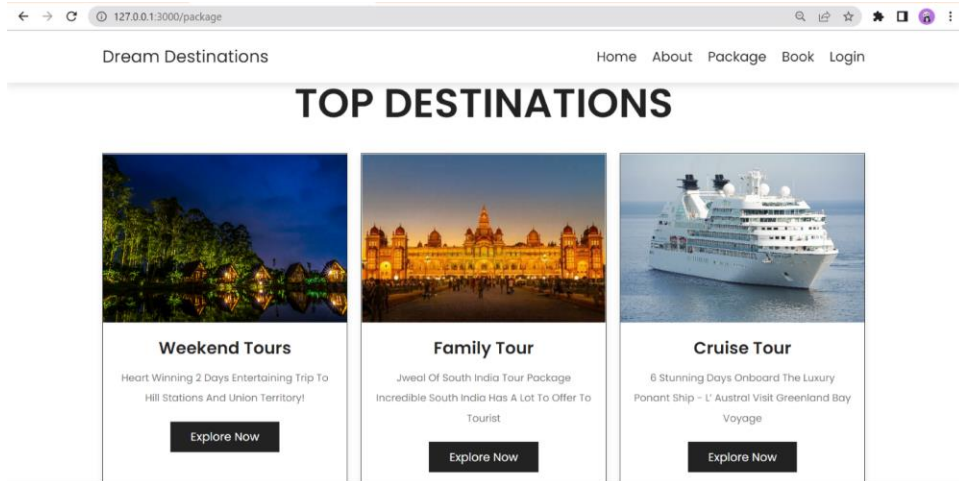 127.0.0.1:3000/package
Dream Destinations
Home About Package Book Login
TOP DESTINATIONS
Weekend Tours
Heart Winning 2 Days Entertaining Trip To
Hill Stations And Union Territory!
Explore Now
Family Tour
Jweal Of South India Tour Package
Incredible South India Has A Lot To Offer To
Tourist
Explore Now
Cruise Tour
6 Stunning Days Onboard The Luxury
Ponant Ship - L' Austral Visit Greenland Bay
Voyage
Explore Now